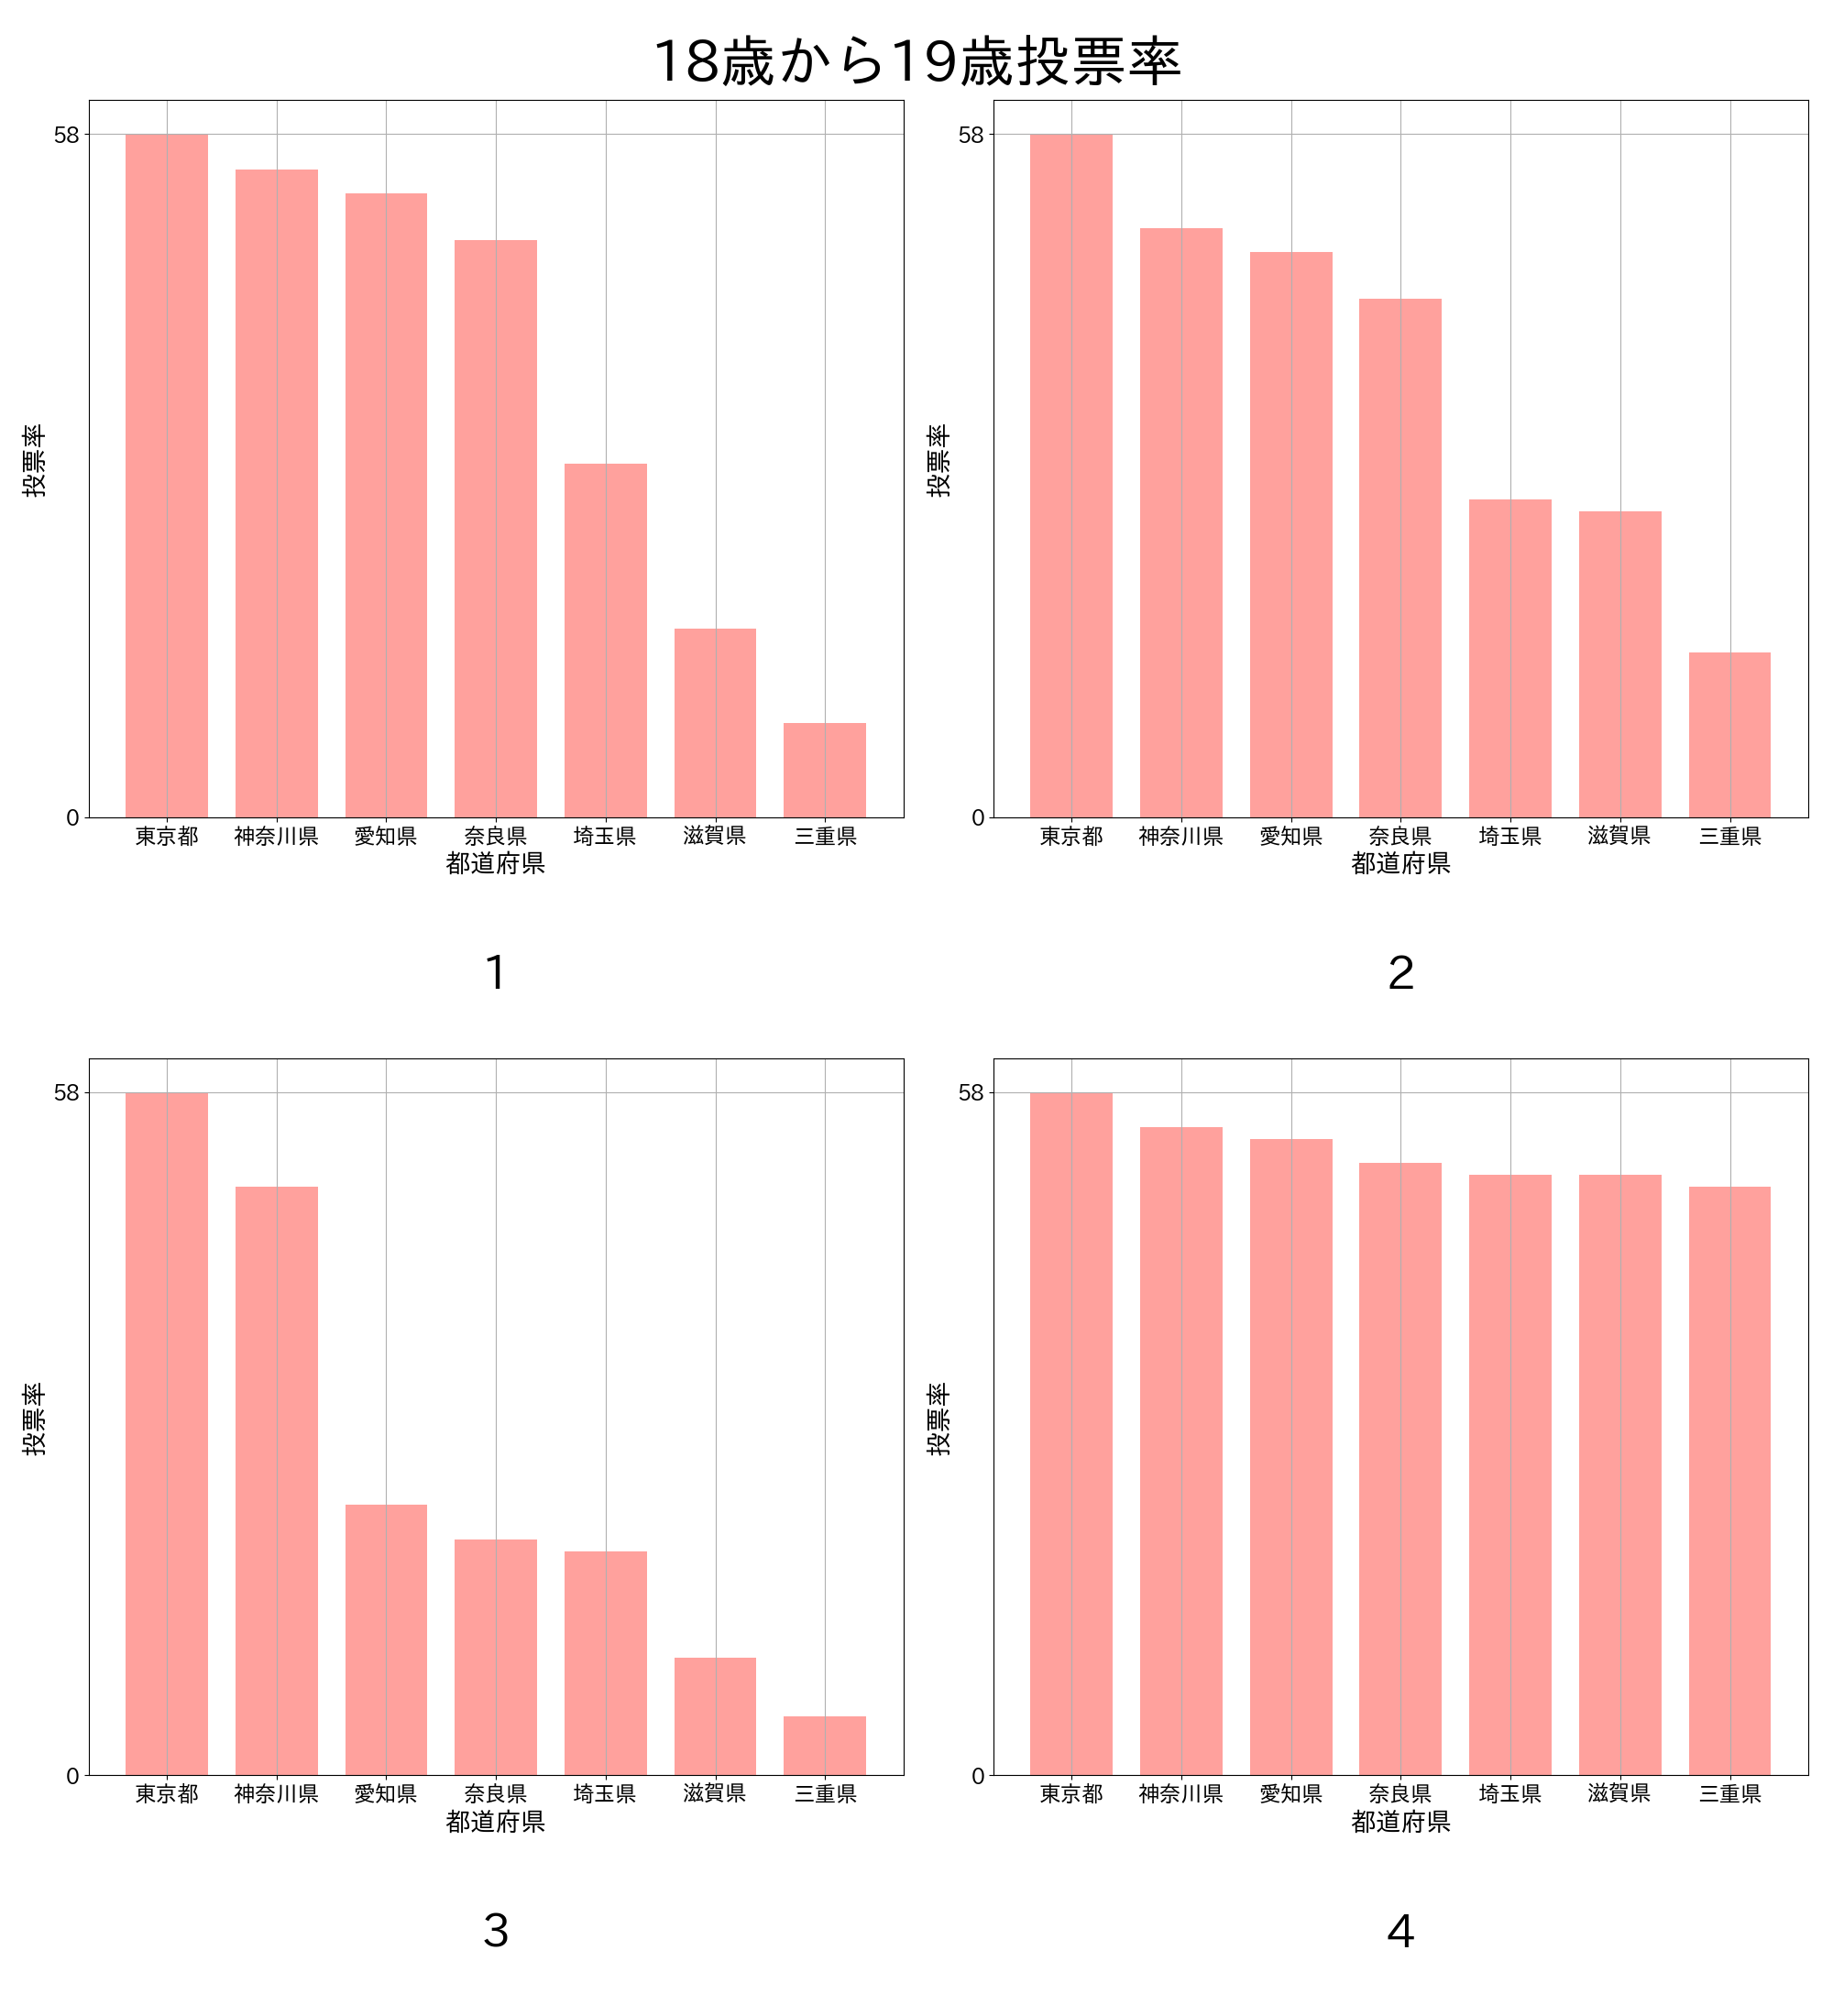 18歳から19歳投票率
58
0
投票率
東京都 神奈川県 愛知県 奈良県 埼玉県 滋賀県 三重県
都道府県
1
58
0
投票率
東京都 神奈川県 愛知県 奈良県 埼玉県 滋賀県 三重県
都道府県
2
58
0
投票率
東京都 神奈川県 愛知県 奈良県 埼玉県 滋賀県 三重県
都道府県
3
58
0
投票率
東京都 神奈川県 愛知県 奈良県 埼玉県 滋賀県 三重県
都道府県
4